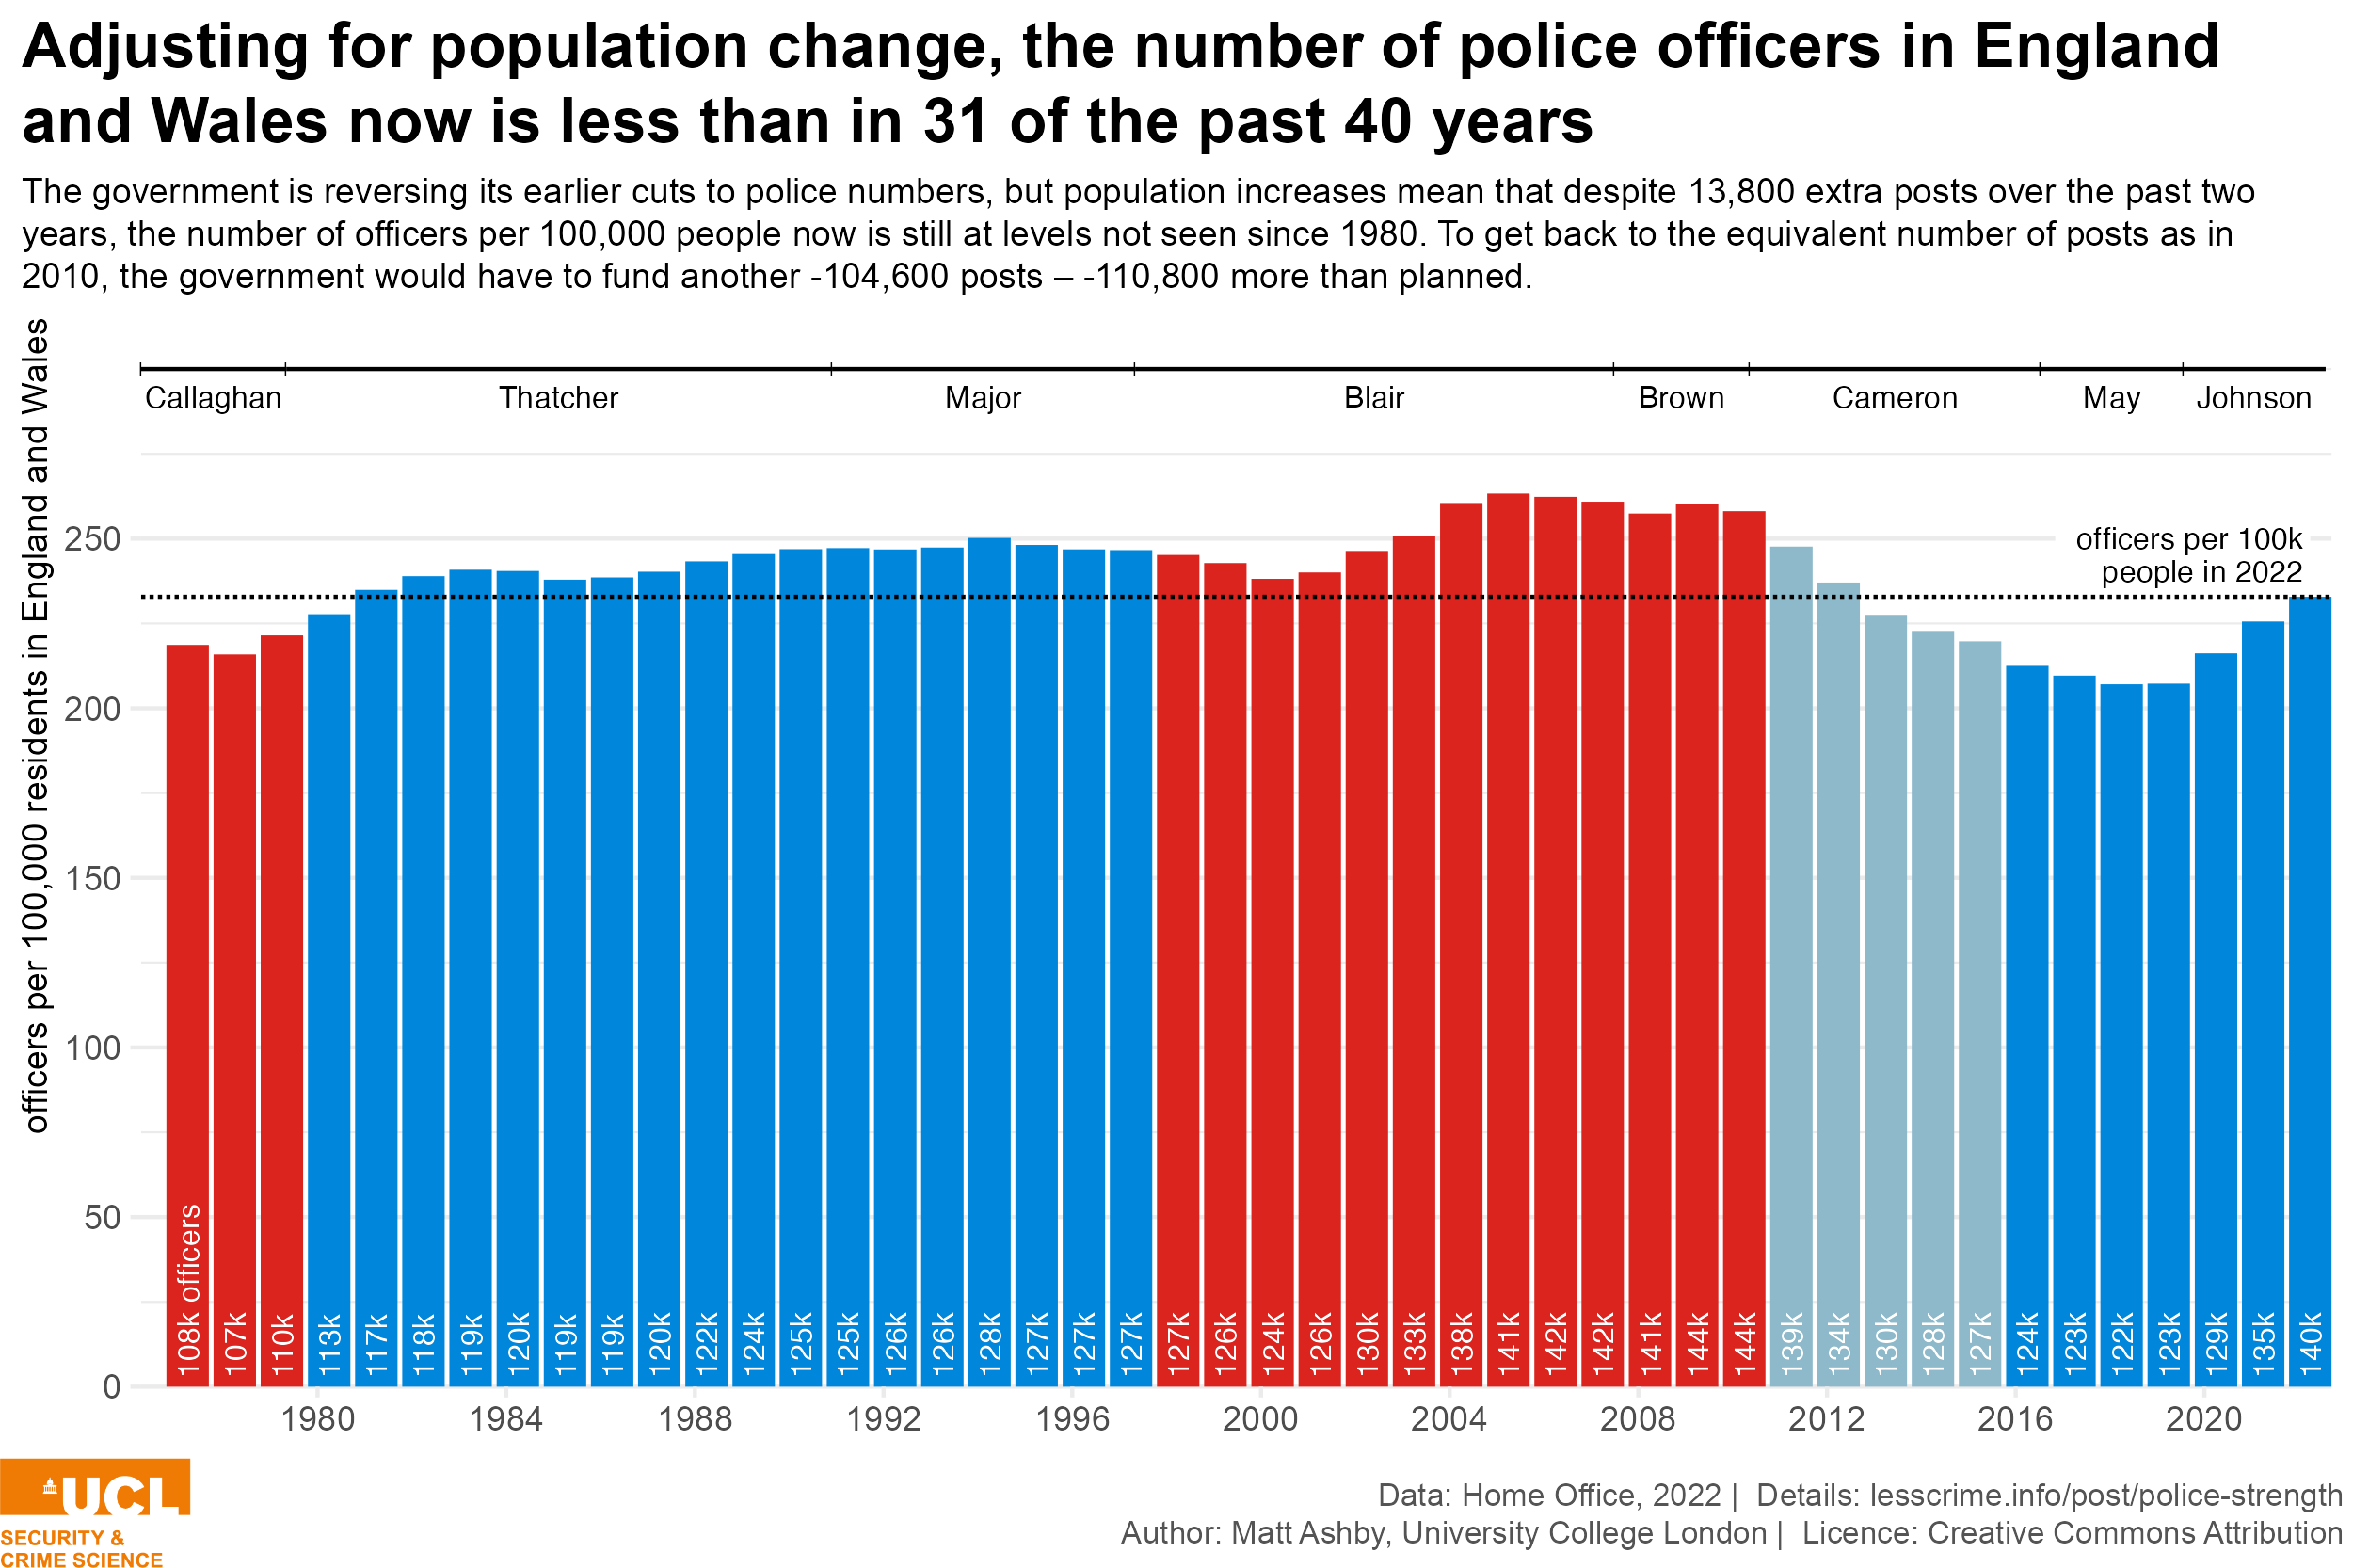 Adjusting for population change, the number of police officers in England
and Wales now is less than in 31 of the past 40 years
The government is reversing its earlier cuts to police numbers, but population increases mean that despite 13,800 extra posts over the past two
years, the number of officers per 100,000 people now is still at levels not seen since 1980. To get back to the equivalent number of posts as in
2010, the government would have to fund another -104,600 posts – -110,800 more than planned.
officers per 100,000 residents in England and Wales
Callaghan Thatcher Major Blair Brown Cameron May Johnson
250
200
150
100
50
0
officers per 100k
people in 2022
108k officers
107k
110k
113k
117k
118k
119k
120k
119k
119k
120k
122k
124k
125k
125k
126k
126k
128k
127k
127k
127k
127k
126k
124k
126k
130k
133k
138k
141k
142k
142k
141k
144k
144k
139k
134k
130k
128k
127k
124k
123k
122k
123k
129k
135k
140k
1980 1984 1988 1992 1996 2000 2004 2008 2012 2016 2020
UCL
SECURITY &
CRIME SCIENCE
Data: Home Office, 2022 | Details: lesscrime.info/post/police-strength
Author: Matt Ashby, University College London | Licence: Creative Commons Attribution